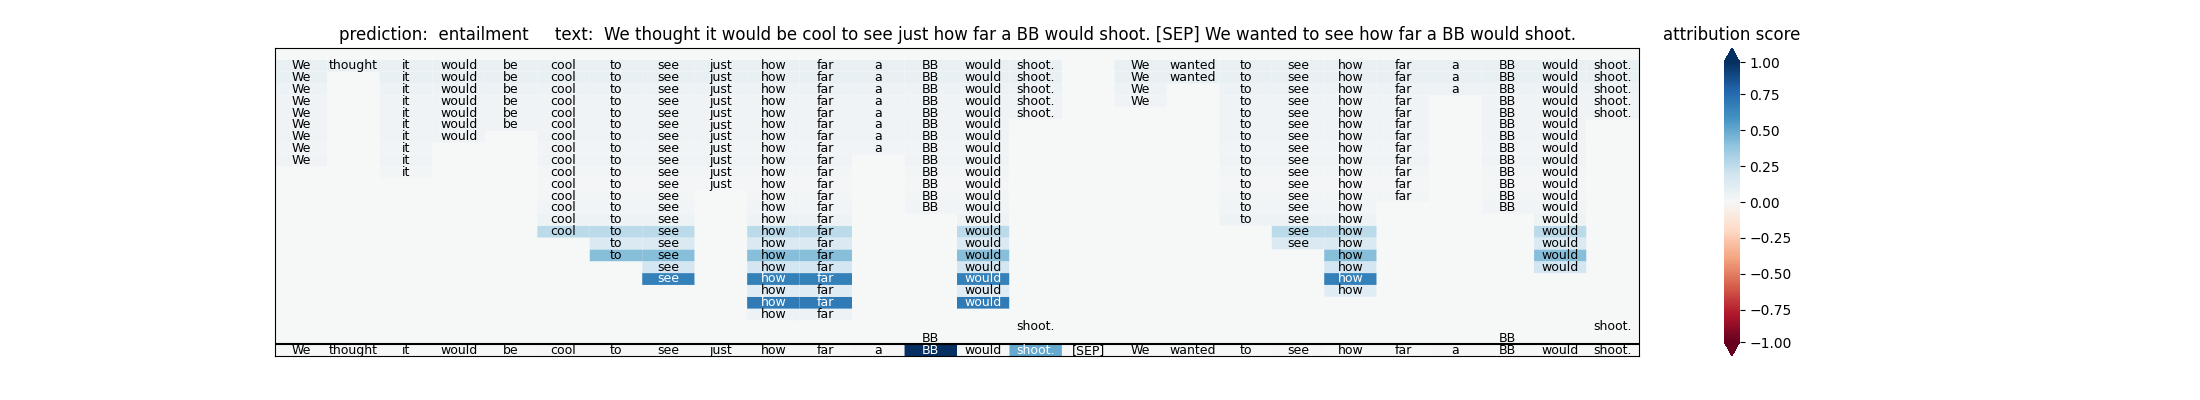 prediction: entailment text: We thought it would be cool to see just how far a BB would shoot. [SEP] We wanted to see how far a BB would shoot.
We thought it would be cool to see just how far a BB would shoot. We wanted to see how far a BB would shoot.
We it would be cool to see just how far a BB would shoot. We wanted to see how far a BB would shoot.
We it would be cool to see just how far a BB would shoot. We to see how far a BB would shoot.
We it would be cool to see just how far a BB would shoot. We to see how far BB would shoot.
We it would be cool to see just how far a BB would shoot. to see how far BB would shoot.
We it would be cool to see just how far a BB would to see how far BB would
We it would cool to see just how far a BB would to see how far BB would
We it cool to see just how far a BB would to see how far BB would
We it cool to see just how far BB would to see how far BB would
it cool to see just how far BB would to see how far BB would
cool to see just how far BB would to see how far BB would
cool to see how far BB would to see how far BB would
cool to see how far BB would to see how BB would
cool to see how far would to see how would
cool to see how far would see how would
to see how far would see how would
to see how far would how would
see how far would how would
see how far would how
how far would how
how far would
how far
shoot. shoot.
BB BB
We thought it would be cool to see just how far a BB would shoot. [SEP] We wanted to see how far a BB would shoot.
attribution score
1.00
0.75
0.50
0.25
0.00
−0.25
−0.50
−0.75
−1.00